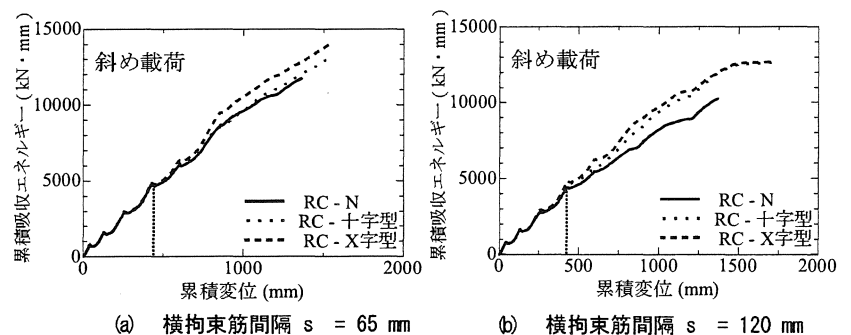 累積吸収エネルギー(kN・mm)
15000
10000
5000
0
斜め載荷
RC - N
RC - 十字型
RC - X字型
0
500
1000
1500
2000
累積変位 (mm)
(a) 横拘束筋間隔 s = 65 mm
累積吸収エネルギー(kN・mm)
15000
10000
5000
0
斜め載荷
RC - N
RC - 十字型
RC - X字型
0
500
1000
1500
2000
累積変位 (mm)
(b) 横拘束筋間隔 s = 120 mm